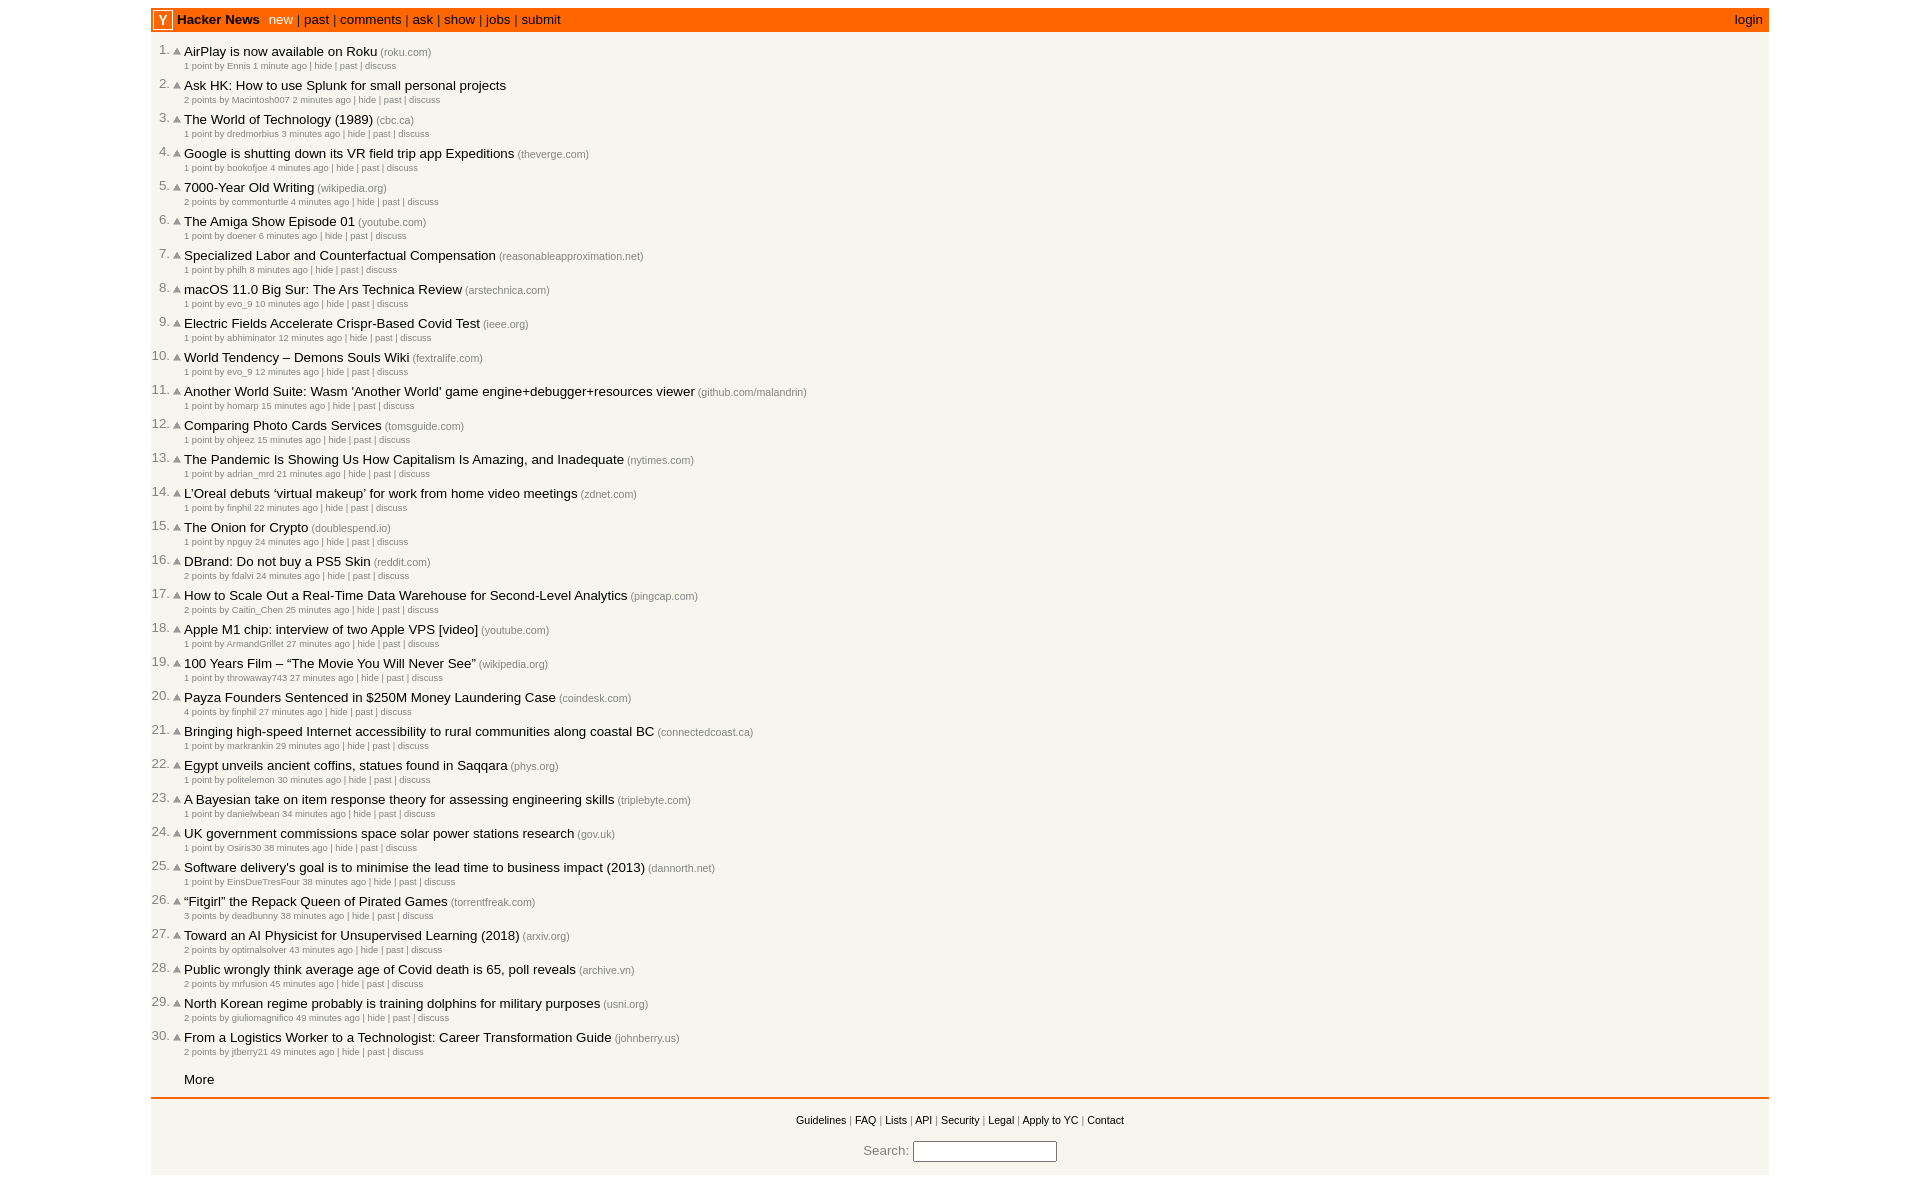 Y Hacker News new | past | comments | ask | show | jobs | submit login
1. AirPlay is now available on Roku (roku.com)
1 point by Ennis 1 minute ago | hide | past | discuss
2. Ask HK: How to use Splunk for small personal projects
2 points by Macintosh007 2 minutes ago | hide | past | discuss
3. The World of Technology (1989) (cbc.ca)
1 point by dredmorbius 3 minutes ago | hide | past | discuss
4. Google is shutting down its VR field trip app Expeditions (theverge.com)
1 point by bookofjoe 4 minutes ago | hide | past | discuss
5. 7000-Year Old Writing (wikipedia.org)
2 points by commonturtle 4 minutes ago | hide | past | discuss
6. The Amiga Show Episode 01 (youtube.com)
1 point by doener 6 minutes ago | hide | past | discuss
7. Specialized Labor and Counterfactual Compensation (reasonableapproximation.net)
1 point by philh 8 minutes ago | hide | past | discuss
8. macOS 11.0 Big Sur: The Ars Technica Review (arstechnica.com)
1 point by evo_9 10 minutes ago | hide | past | discuss
9. Electric Fields Accelerate Crispr-Based Covid Test (ieee.org)
1 point by abhiminator 12 minutes ago | hide | past | discuss
10. World Tendency – Demons Souls Wiki (fextralife.com)
1 point by evo_9 12 minutes ago | hide | past | discuss
11. Another World Suite: Wasm 'Another World' game engine+debugger+resources viewer (github.com/malandrin)
1 point by homarp 15 minutes ago | hide | past | discuss
12. Comparing Photo Cards Services (tomsguide.com)
1 point by ohjeez 15 minutes ago | hide | past | discuss
13. The Pandemic Is Showing Us How Capitalism Is Amazing, and Inadequate (nytimes.com)
1 point by adrian_mrd 21 minutes ago | hide | past | discuss
14. L’Oreal debuts ‘virtual makeup’ for work from home video meetings (zdnet.com)
1 point by finphil 22 minutes ago | hide | past | discuss
15. The Onion for Crypto (doublespend.io)
1 point by npguy 24 minutes ago | hide | past | discuss
16. DBrand: Do not buy a PS5 Skin (reddit.com)
2 points by fdalvi 24 minutes ago | hide | past | discuss
17. How to Scale Out a Real-Time Data Warehouse for Second-Level Analytics (pingcap.com)
2 points by Caitin_Chen 25 minutes ago | hide | past | discuss
18. Apple M1 chip: interview of two Apple VPS [video] (youtube.com)
1 point by ArmandGrillet 27 minutes ago | hide | past | discuss
19. 100 Years Film – “The Movie You Will Never See” (wikipedia.org)
1 point by throwaway743 27 minutes ago | hide | past | discuss
20. Payza Founders Sentenced in $250M Money Laundering Case (coindesk.com)
4 points by finphil 27 minutes ago | hide | past | discuss
21. Bringing high-speed Internet accessibility to rural communities along coastal BC (connectedcoast.ca)
1 point by markrankin 29 minutes ago | hide | past | discuss
22. Egypt unveils ancient coffins, statues found in Saqqara (phys.org)
1 point by politelemon 30 minutes ago | hide | past | discuss
23. A Bayesian take on item response theory for assessing engineering skills (triplebyte.com)
1 point by danielwbean 34 minutes ago | hide | past | discuss
24. UK government commissions space solar power stations research (gov.uk)
1 point by Osiris30 38 minutes ago | hide | past | discuss
25. Software delivery's goal is to minimise the lead time to business impact (2013) (dannorth.net)
1 point by EinsDueTresFour 38 minutes ago | hide | past | discuss
26. “Fitgirl” the Repack Queen of Pirated Games (torrentfreak.com)
3 points by deadbunny 38 minutes ago | hide | past | discuss
27. Toward an AI Physicist for Unsupervised Learning (2018) (arxiv.org)
2 points by optimalsolver 43 minutes ago | hide | past | discuss
28. Public wrongly think average age of Covid death is 65, poll reveals (archive.vn)
2 points by mrfusion 45 minutes ago | hide | past | discuss
29. North Korean regime probably is training dolphins for military purposes (usni.org)
2 points by giuliomagnifico 49 minutes ago | hide | past | discuss
30. From a Logistics Worker to a Technologist: Career Transformation Guide (johnberry.us)
2 points by jtberry21 49 minutes ago | hide | past | discuss
More
Guidelines | FAQ | Lists | API | Security | Legal | Apply to YC | Contact
Search: